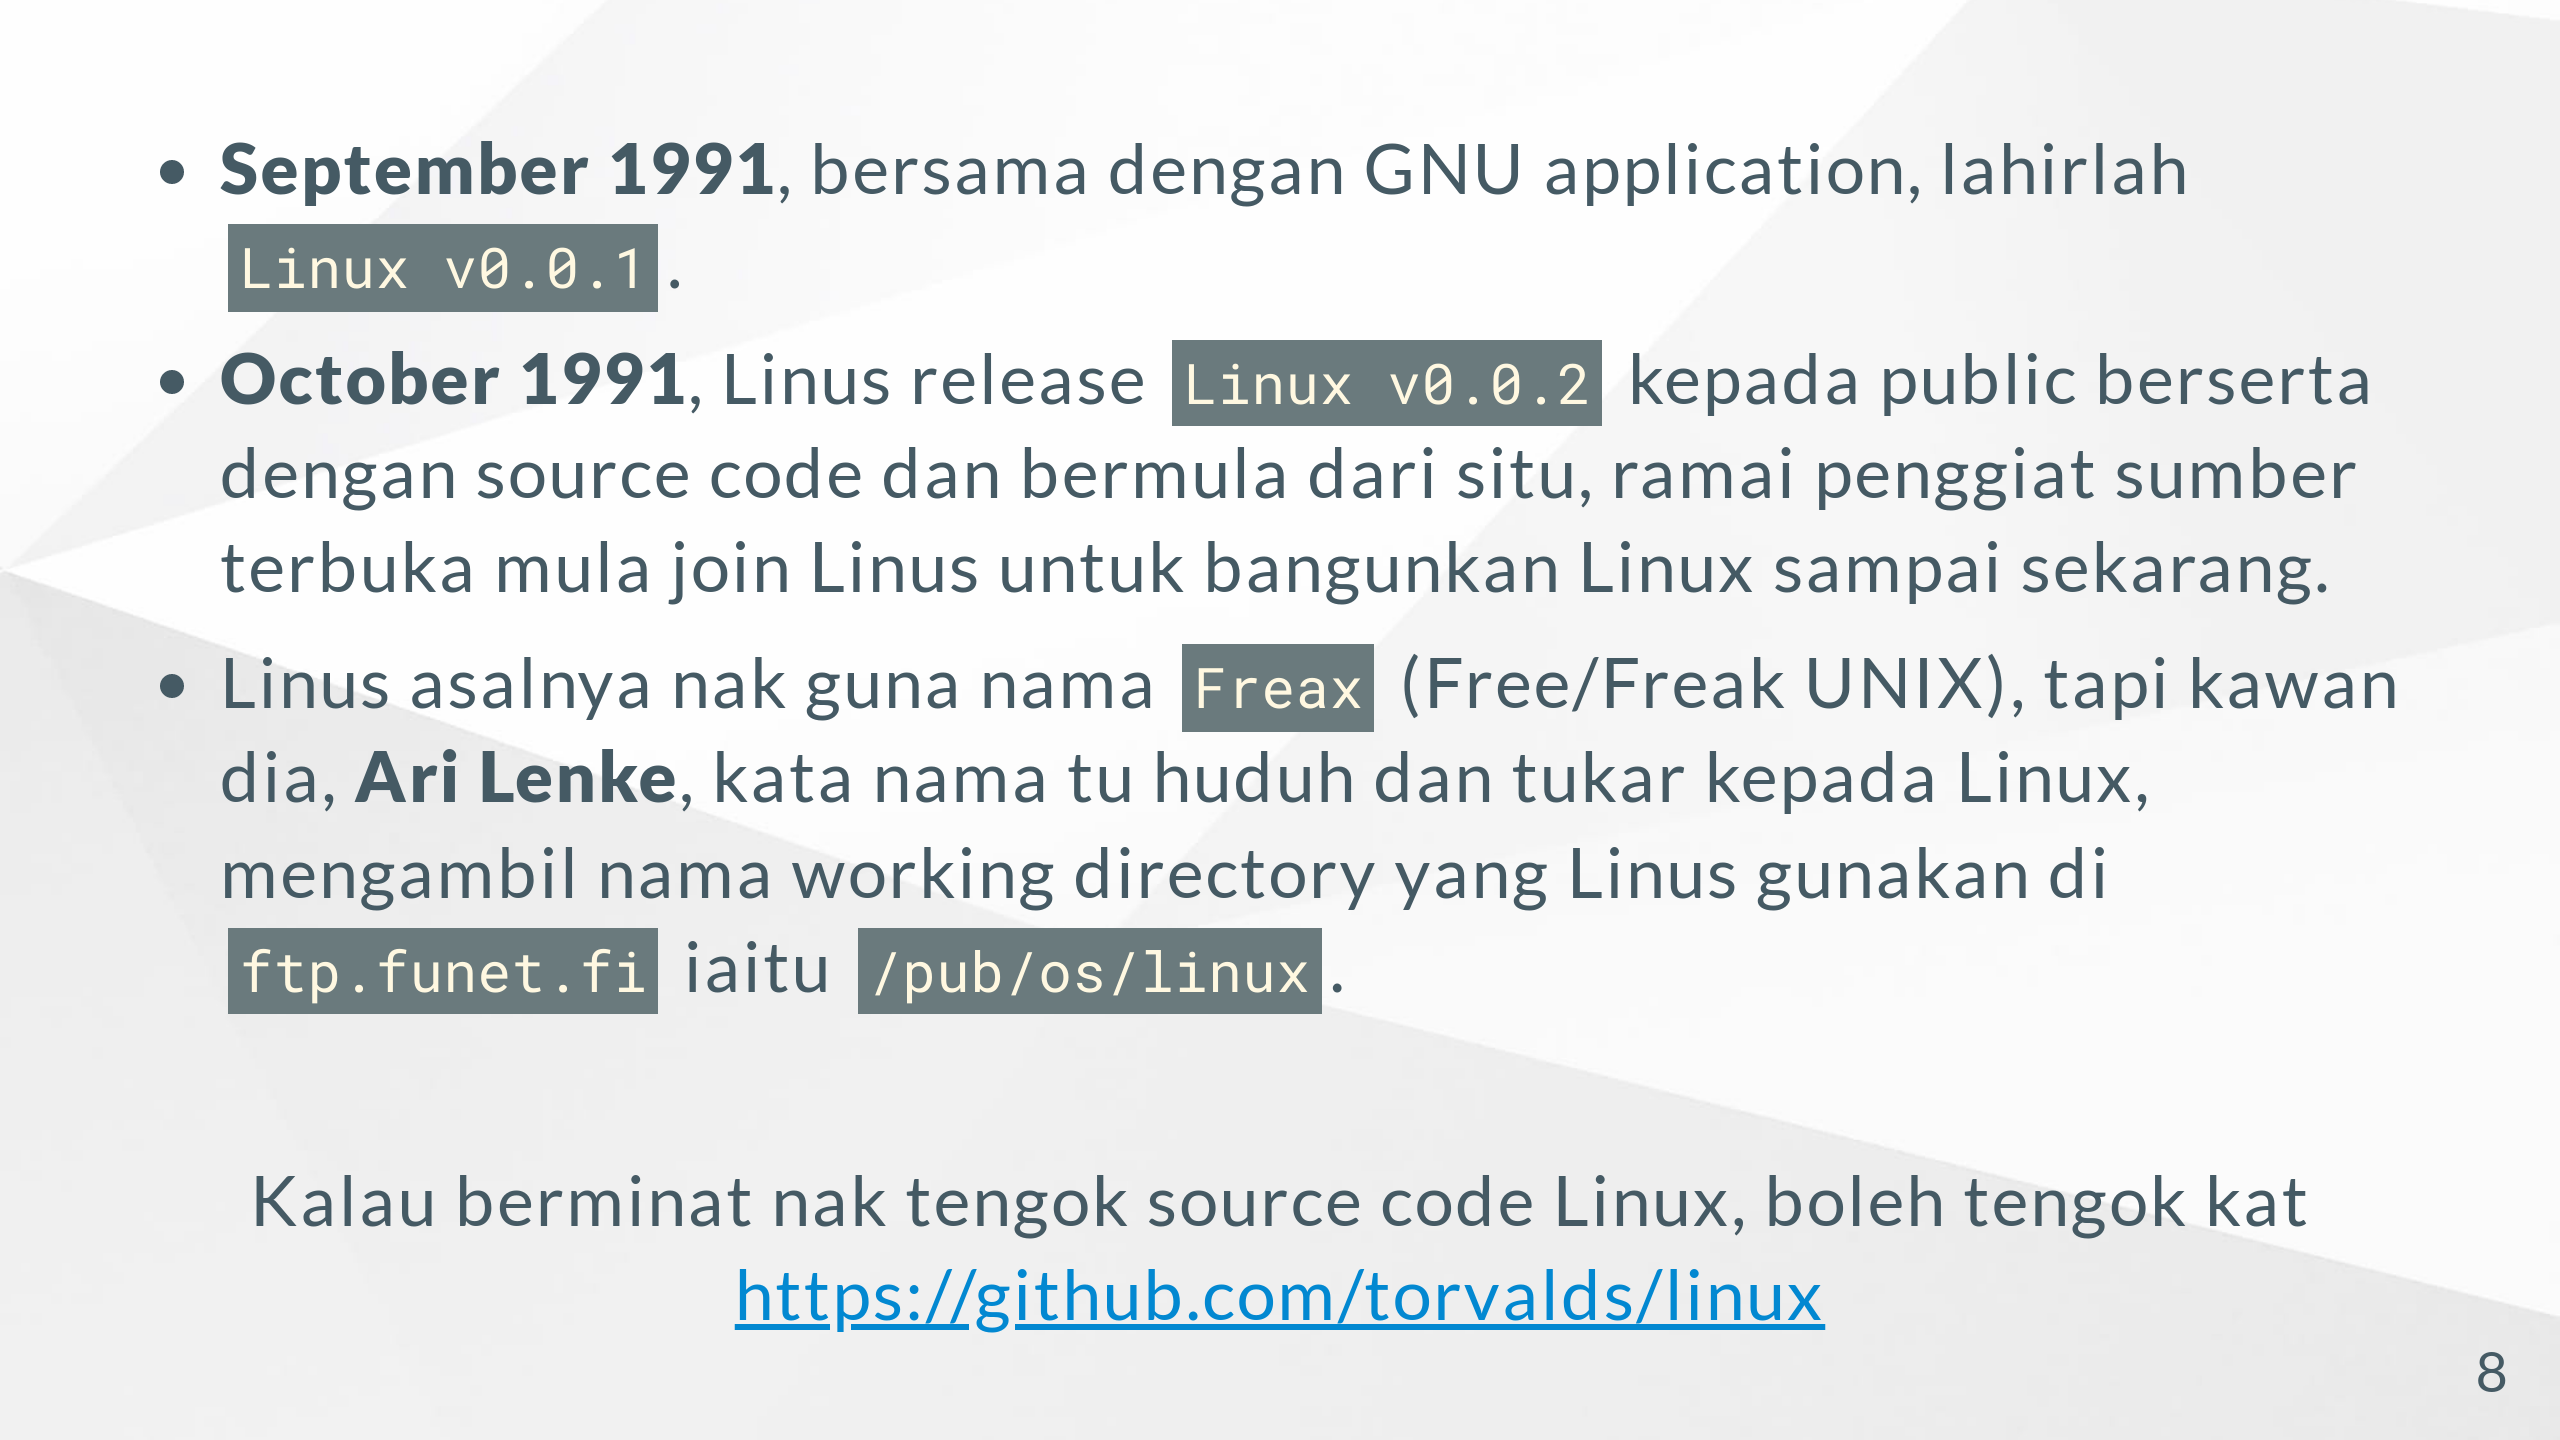 • September 1991, bersama dengan GNU application, lahirlah
Linux v0.0.1.
• October 1991, Linus release Linux v0.0.2 kepada public berserta
dengan source code dan bermula dari situ, ramai penggiat sumber
terbuka mula join Linus untuk bangunkan Linux sampai sekarang.
• Linus asalnya nak guna nama Freax (Free/Freak UNIX), tapi kawan
dia, Ari Lenke, kata nama tu huduh dan tukar kepada Linux,
mengambil nama working directory yang Linus gunakan di
ftp.funet.fi iaitu /pub/os/linux.
Kalau berminat nak tengok source code Linux, boleh tengok kat
https://github.com/torvalds/linux
8